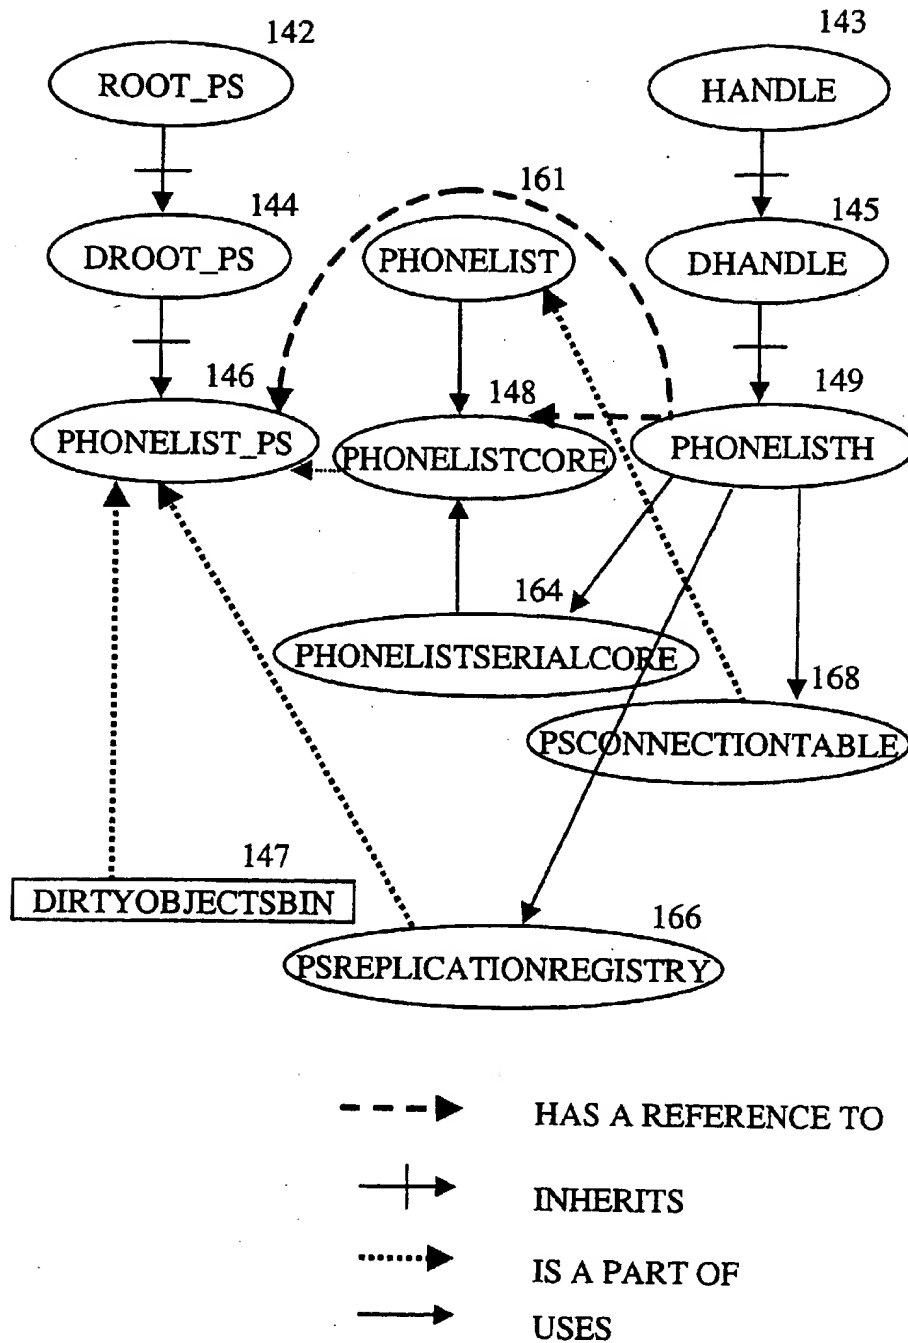 142
143
ROOT_PS
HANDLE
144
161
145
DROOT_PS
PHONELIST
DHANDLE
146
148
149
PHONELIST_PS
PHONELISTCORE
PHONELISTH
164
PHONELISTSERIALCORE
168
PSCONNECTIONTABLE
147
DIRTYOBJECTSBIN
166
PSREPLICATIONREGISTRY
HAS A REFERENCE TO
INHERITS
IS A PART OF
USES